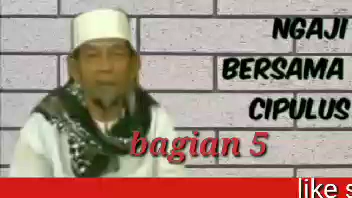 NGAJI
BERSAMA
CIPULUS
bagian 5
like s